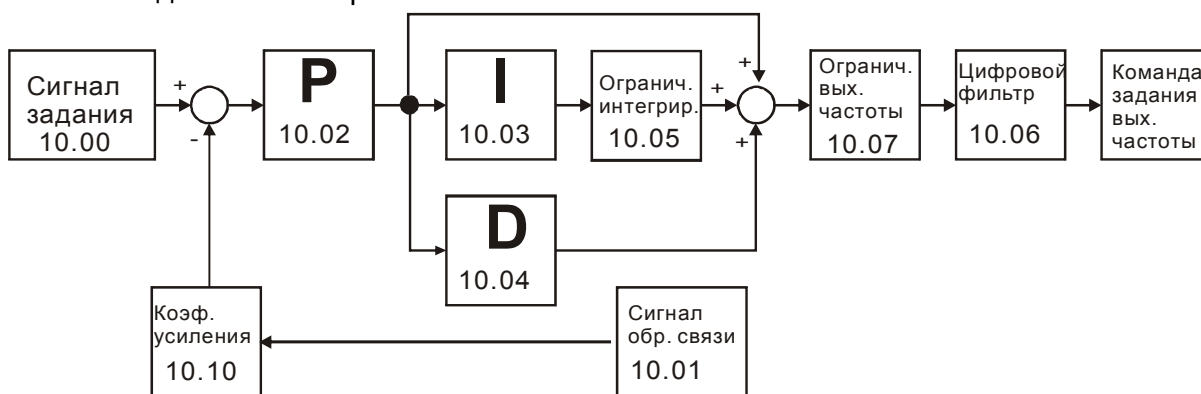 Сигнал
задания
10.00
+
-
P
10.02
I
10.03
Огранич.
интегрир.
10.05
+
+
+
Огранич.
вых.
частоты
10.07
Цифровой
фильтр
10.06
Команда
задания
вых.
частоты
D
10.04
Коэф.
усиления
10.10
Сигнал
обр. связи
10.01